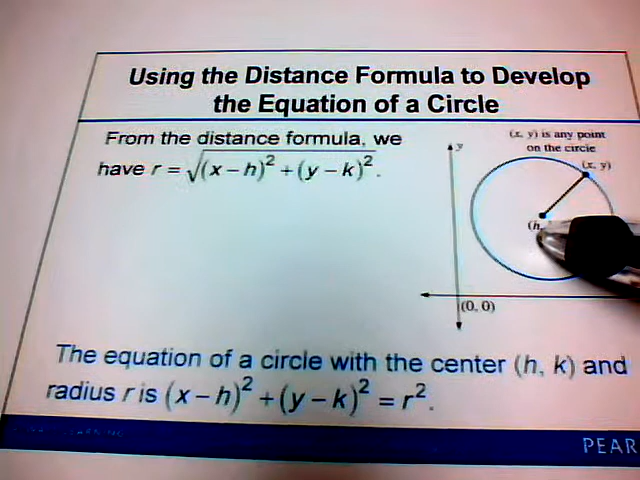 Using the Distance Formula to Develop
the Equation of a Circle
From the distance formula, we
have r = √(x – h)² + (y – k)².
(x, y) is any point
on the circle
y
(x, y)
(h,
(0, 0)
The equation of a circle with the center (h, k) and
radius r is (x – h)² + (y – k)² = r².
PEAR